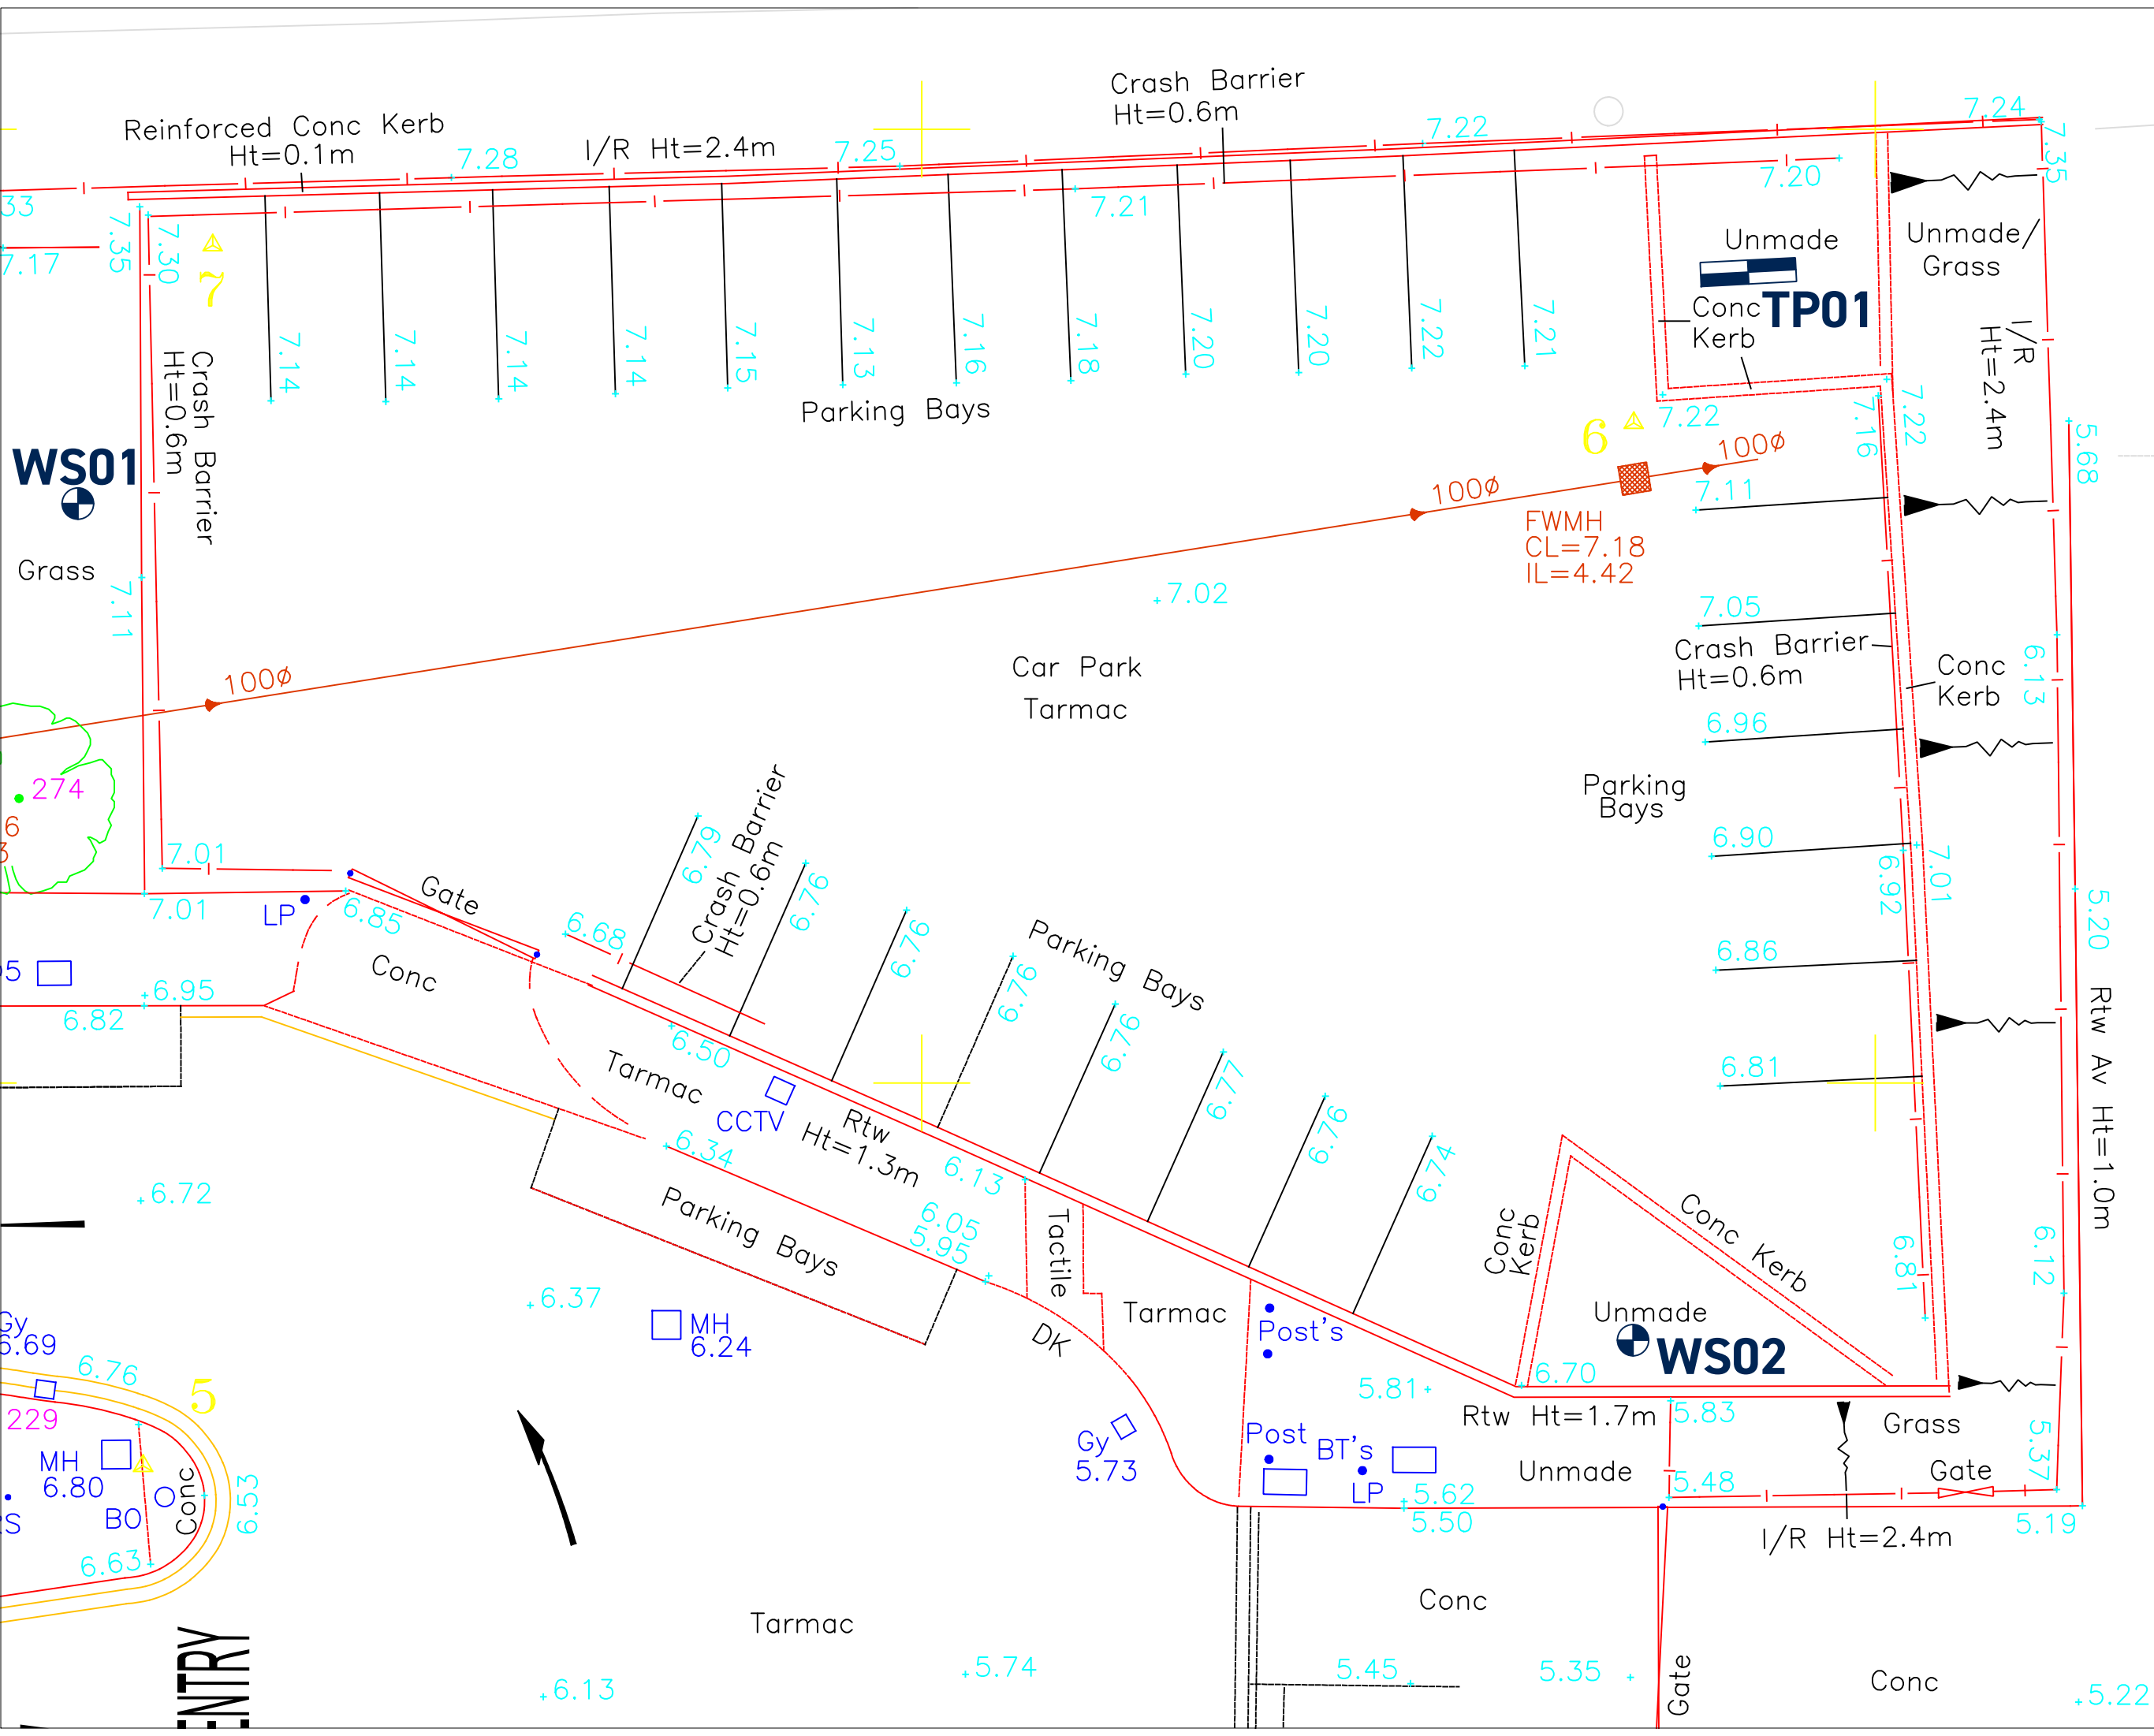 Crash Barrier
Ht=0.6m
7.24
Reinforced Conc Kerb
Ht=0.1m
7.28
I/R Ht=2.4m
7.25
7.22
7.35
33
7.17
7.35
7.30
7
7.21
7.20
Unmade
Unmade/
Grass
TP01
Conc
Kerb
I/R
Ht=2.4m
7.14
7.14
7.14
7.14
7.15
7.13
7.16
7.18
7.20
7.20
7.22
7.21
Crash Barrier
Ht=0.6m
Parking Bays
6
7.22
7.16
7.22
5.68
WS01
100ø
100ø
7.11
FWMH
CL=7.18
IL=4.42
Grass
7.11
7.02
7.05
Crash Barrier
Ht=0.6m
Conc
Kerb
6.13
Car Park
Tarmac
100ø
6.96
274
6
Parking
Bays
Crash Barrier
Ht=0.6m
6.79
6.76
6.90
6.92
7.01
7.01
Gate
7.01
LP
6.85
6.68
6.76
Parking Bays
5.20
Conc
6.76
6.86
Rtw Av Ht=1.0m
95
6.95
6.82
6.50
6.76
Tarmac
CCTV
Rtw
Ht=1.3m
6.77
6.76
6.81
6.34
6.13
6.74
6.72
Parking Bays
6.05
5.95
Tactile
Conc
Kerb
Conc Kerb
6.81
6.12
6.37
Tarmac
Unmade
Gy
6.69
MH
6.24
DK
Post's
WS02
6.76
5
5.81
6.70
229
Rtw Ht=1.7m
5.83
Grass
5.37
MH
6.80
Gy
5.73
Post
BT's
Unmade
Gate
BO
Conc
6.53
LP
5.62
5.48
RS
5.50
5.19
6.63
I/R Ht=2.4m
Conc
ENTRY
Tarmac
5.74
5.45
5.35
Gate
Conc
6.13
5.22